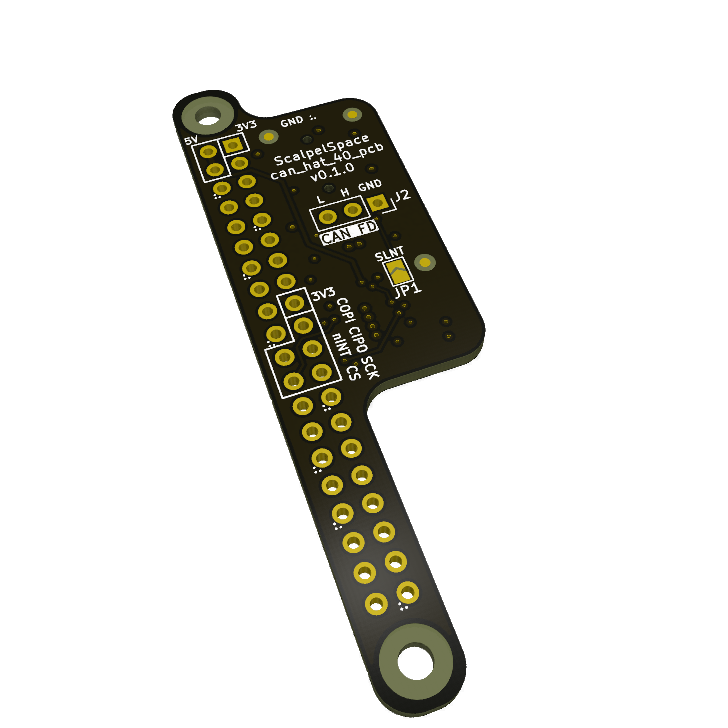 5V
3V3
GND
ScalpelSpace
can_hat_40_pcb
v0.1.0
L H GND
J2
CAN FD
SLNT
JP1
3V3
COPI CIPO SCK
nINT CS